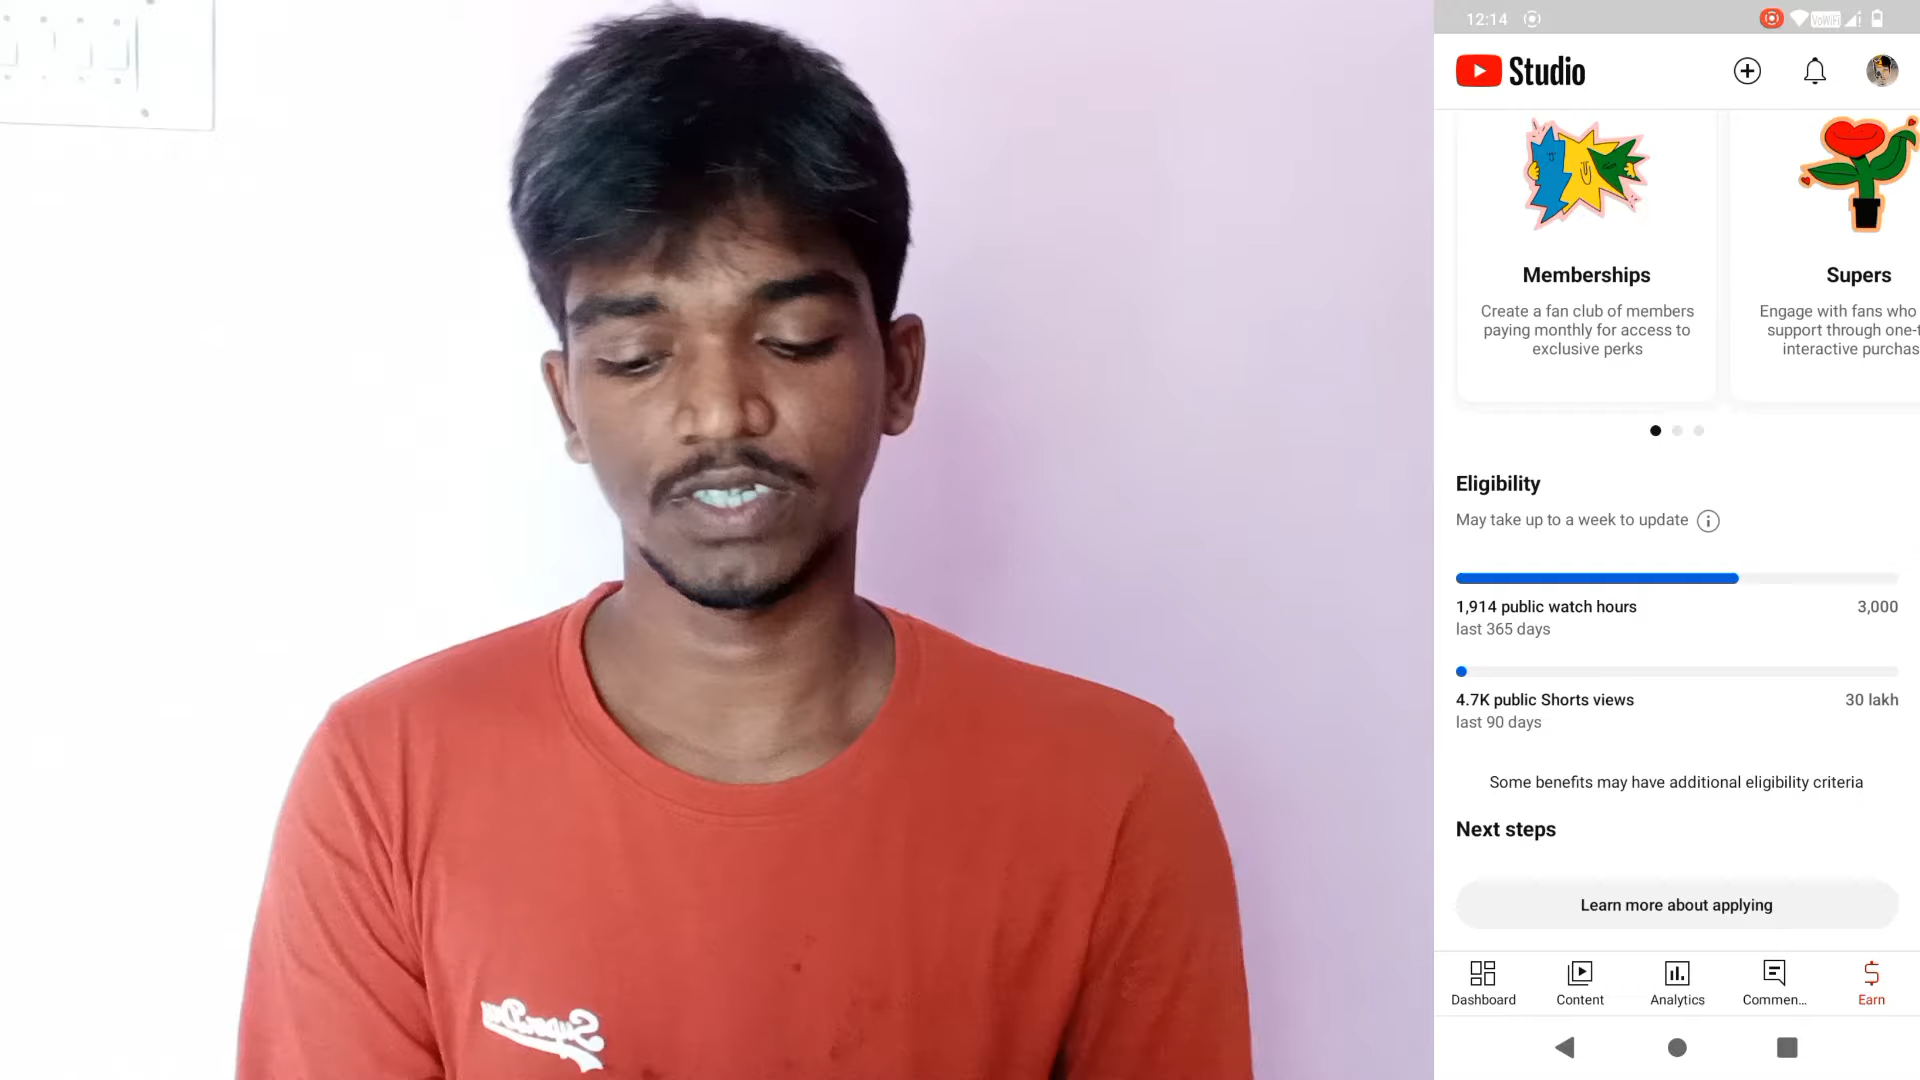 12:14
VoWiFi
Studio
Memberships
Create a fan club of members
paying monthly for access to
exclusive perks
Supers
Engage with fans who
support through one-t
interactive purchas
Eligibility
May take up to a week to update
1,914 public watch hours
3,000
last 365 days
4.7K public Shorts views
30 lakh
last 90 days
Some benefits may have additional eligibility criteria
Next steps
Learn more about applying
Dashboard
Content
Analytics
Commen...
Earn